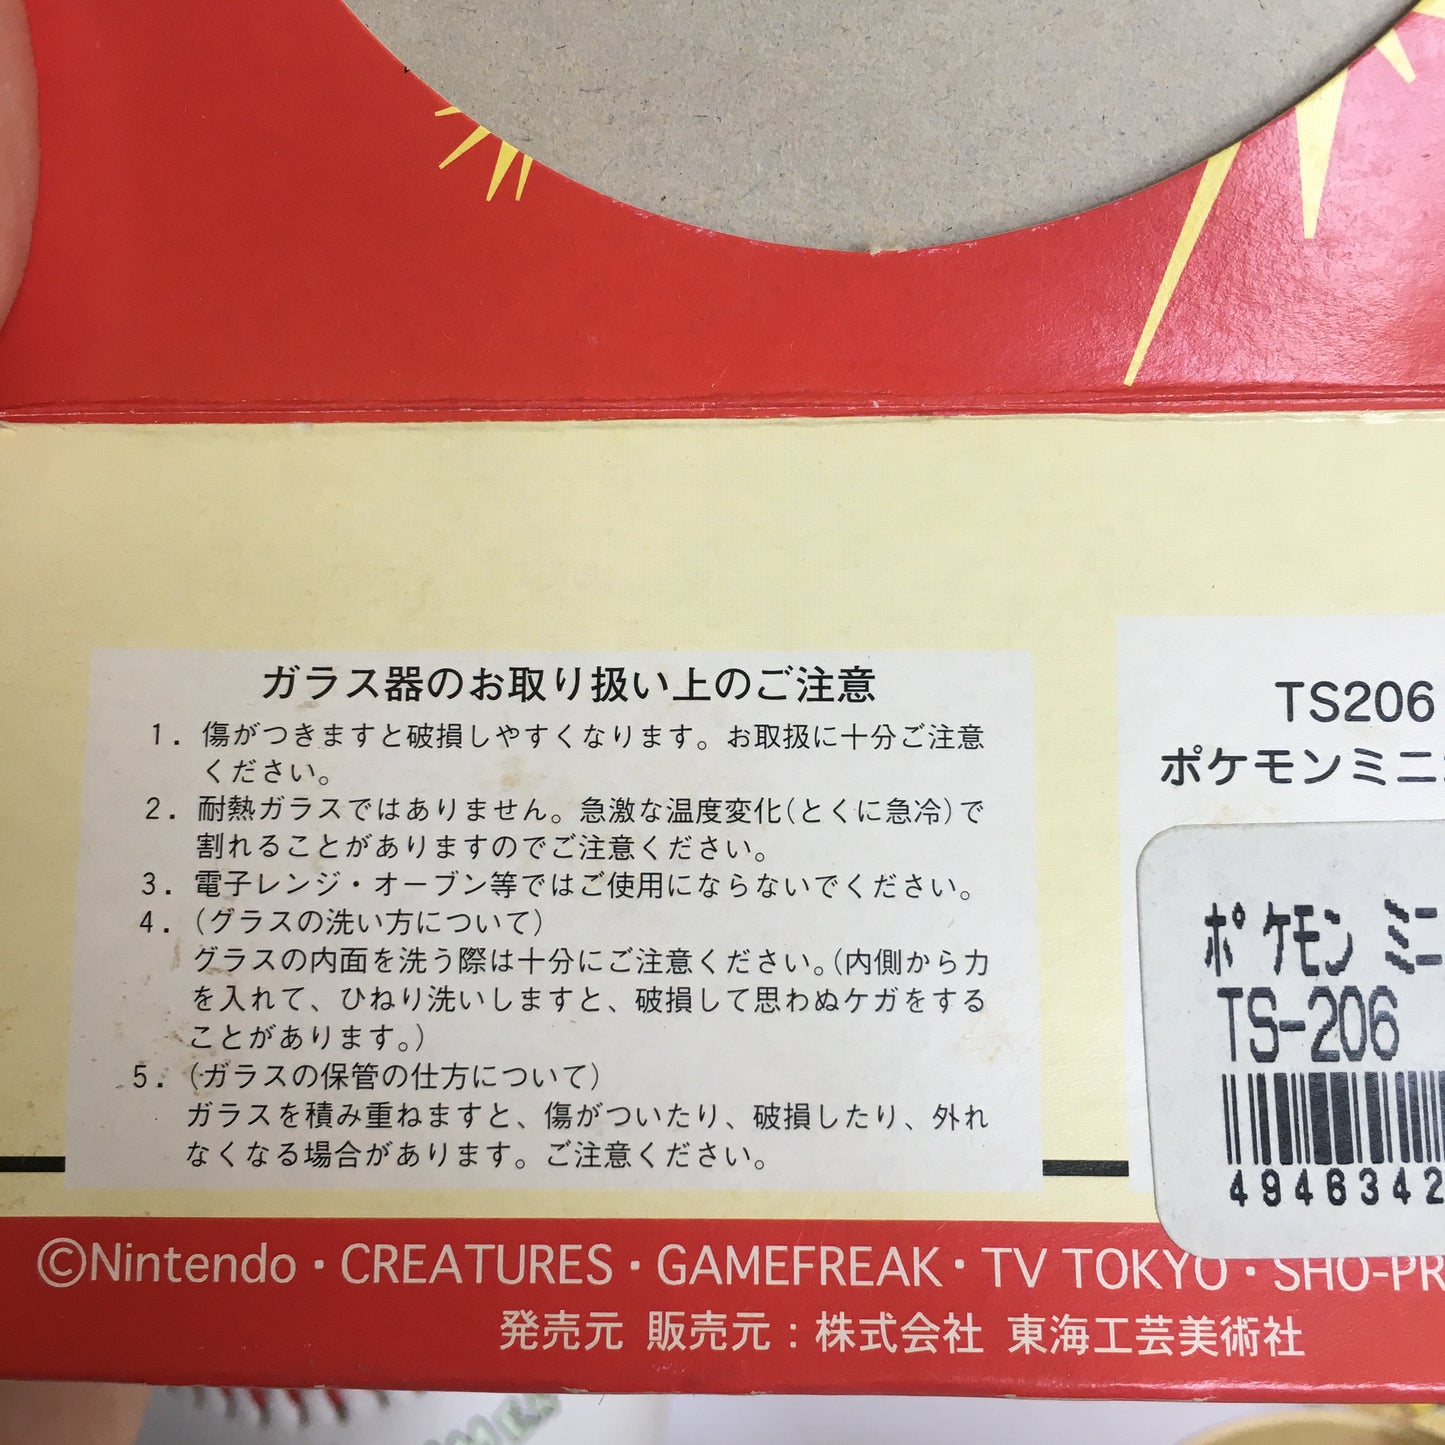 ガラス器のお取り扱い上のご注意
1．傷がつきますと破損しやすくなります。お取扱に十分ご注意
ください。
2．耐熱ガラスではありません。急激な温度変化(とくに急冷)で
割れることがありますのでご注意ください。
3．電子レンジ・オーブン等ではご使用にならないでください。
4．(グラスの洗い方について)
グラスの内面を洗う際は十分にご注意ください。(内側から力
を入れて、ひねり洗いしますと、破損して思わぬケガをする
ことがあります。)
5．(ガラスの保管の仕方について)
ガラスを積み重ねますと、傷がついたり、破損したり、外れ
なくなる場合があります。ご注意ください。
TS206
ポケモンミニ
ポケモン ミニ
TS-206
4946342
©Nintendo・CREATURES・GAMEFREAK・TV TOKYO・SHO-PR
発売元 販売元：株式会社 東海工芸美術社